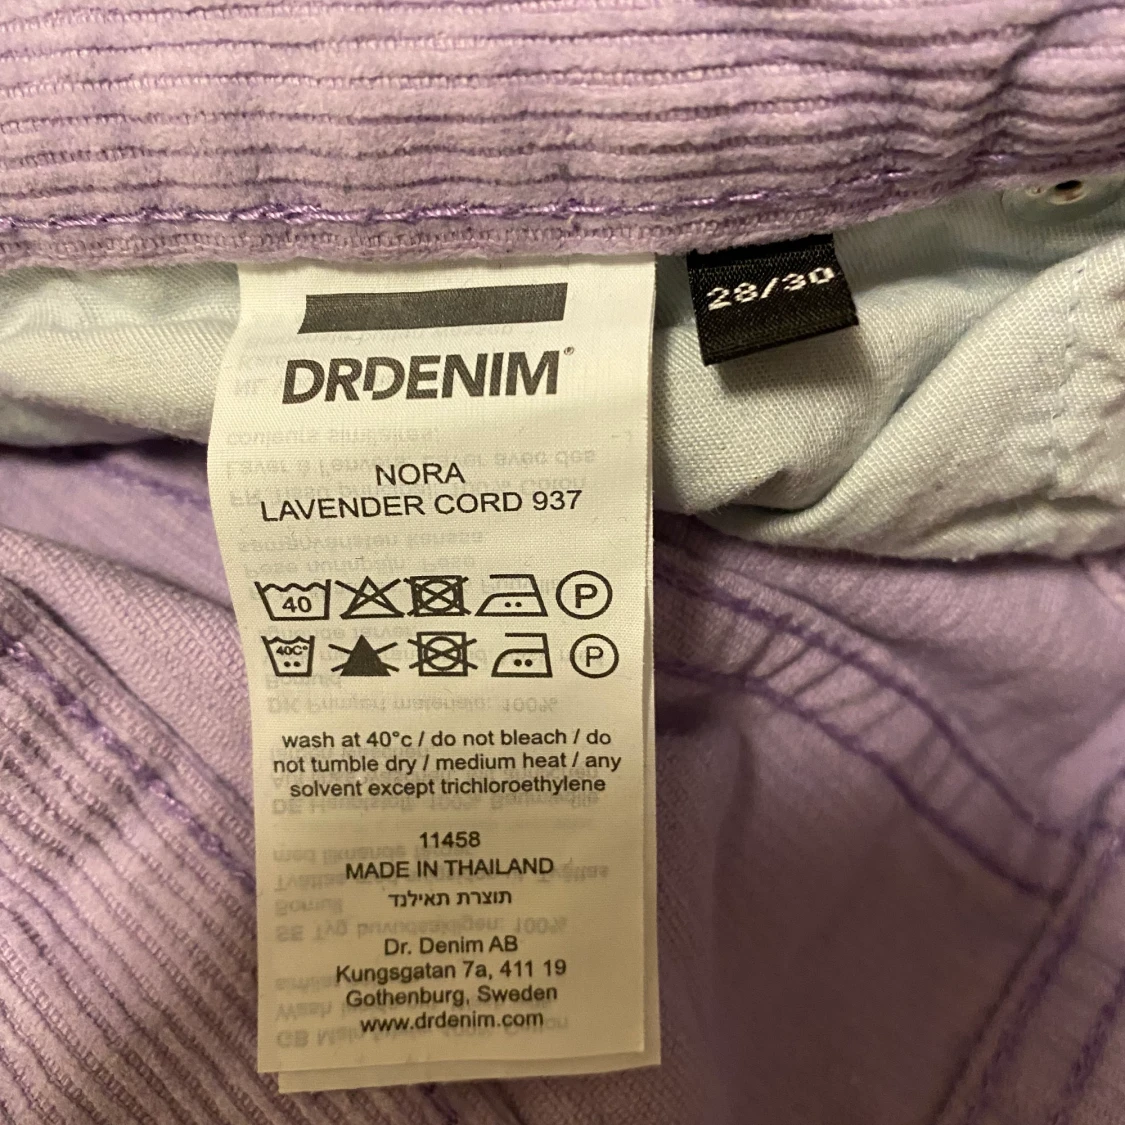 28/30
DRDENIM®
NORA
LAVENDER CORD 937
40
P
40C°
P
wash at 40°c / do not bleach / do
not tumble dry / medium heat / any
solvent except trichloroethylene
11458
MADE IN THAILAND
תוצרת תאילנד
Dr. Denim AB
Kungsgatan 7a, 411 19
Gothenburg, Sweden
www.drdenim.com